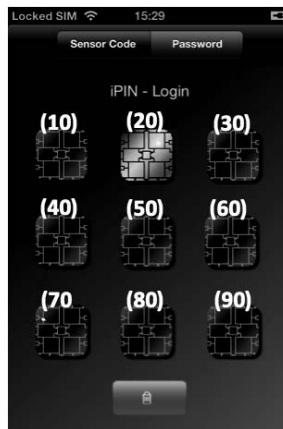 Locked SIM 15:29
Sensor Code Password
iPIN - Login
(10) (20) (30)
(40) (50) (60)
(70 (80) (90)